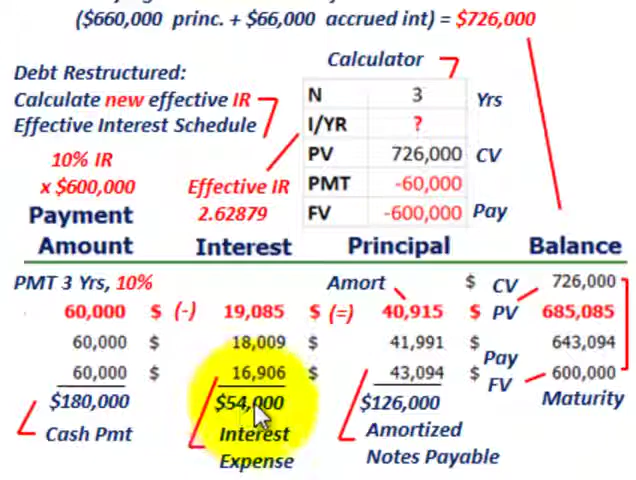 ($660,000 princ. + $66,000 accrued int) = $726,000
Debt Restructured:
Calculate new effective IR
Effective Interest Schedule
Calculator
N 3 Yrs
I/YR ?
PV 726,000 CV
PMT -60,000
FV -600,000 Pay
10% IR
x $600,000
Effective IR
2.62879
Payment
Amount Interest Principal Balance
PMT 3 Yrs, 10% Amort $ CV 726,000
60,000 $ (-) 19,085 $ (=) 40,915 $ PV 685,085
60,000 $ 18,009 $ 41,991 Pay 643,094
60,000 $ 16,906 $ 43,094 $ FV 600,000
$180,000 $54,000 $126,000 Maturity
Cash Pmt Interest Amortized
Expense Notes Payable